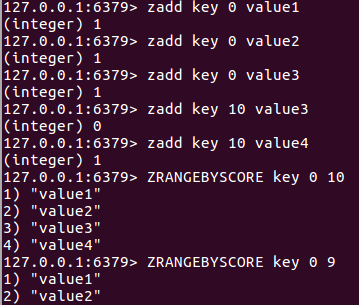 127.0.0.1:6379> zadd key 0 value1
(integer) 1
127.0.0.1:6379> zadd key 0 value2
(integer) 1
127.0.0.1:6379> zadd key 0 value3
(integer) 1
127.0.0.1:6379> zadd key 10 value3
(integer) 0
127.0.0.1:6379> zadd key 10 value4
(integer) 1
127.0.0.1:6379> ZRANGEBYSCORE key 0 10
1) "value1"
2) "value2"
3) "value3"
4) "value4"
127.0.0.1:6379> ZRANGEBYSCORE key 0 9
1) "value1"
2) "value2"